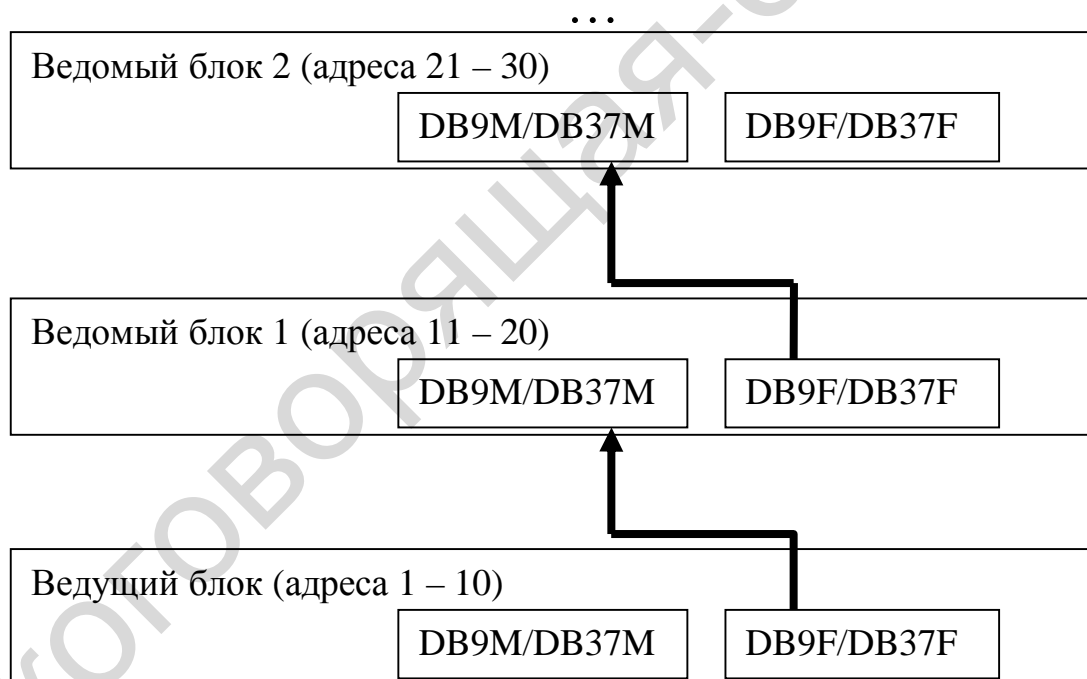 ...
Ведомый блок 2 (адреса 21 – 30)
DB9M/DB37M DB9F/DB37F
Ведомый блок 1 (адреса 11 – 20)
DB9M/DB37M DB9F/DB37F
Ведущий блок (адреса 1 – 10)
DB9M/DB37M DB9F/DB37F